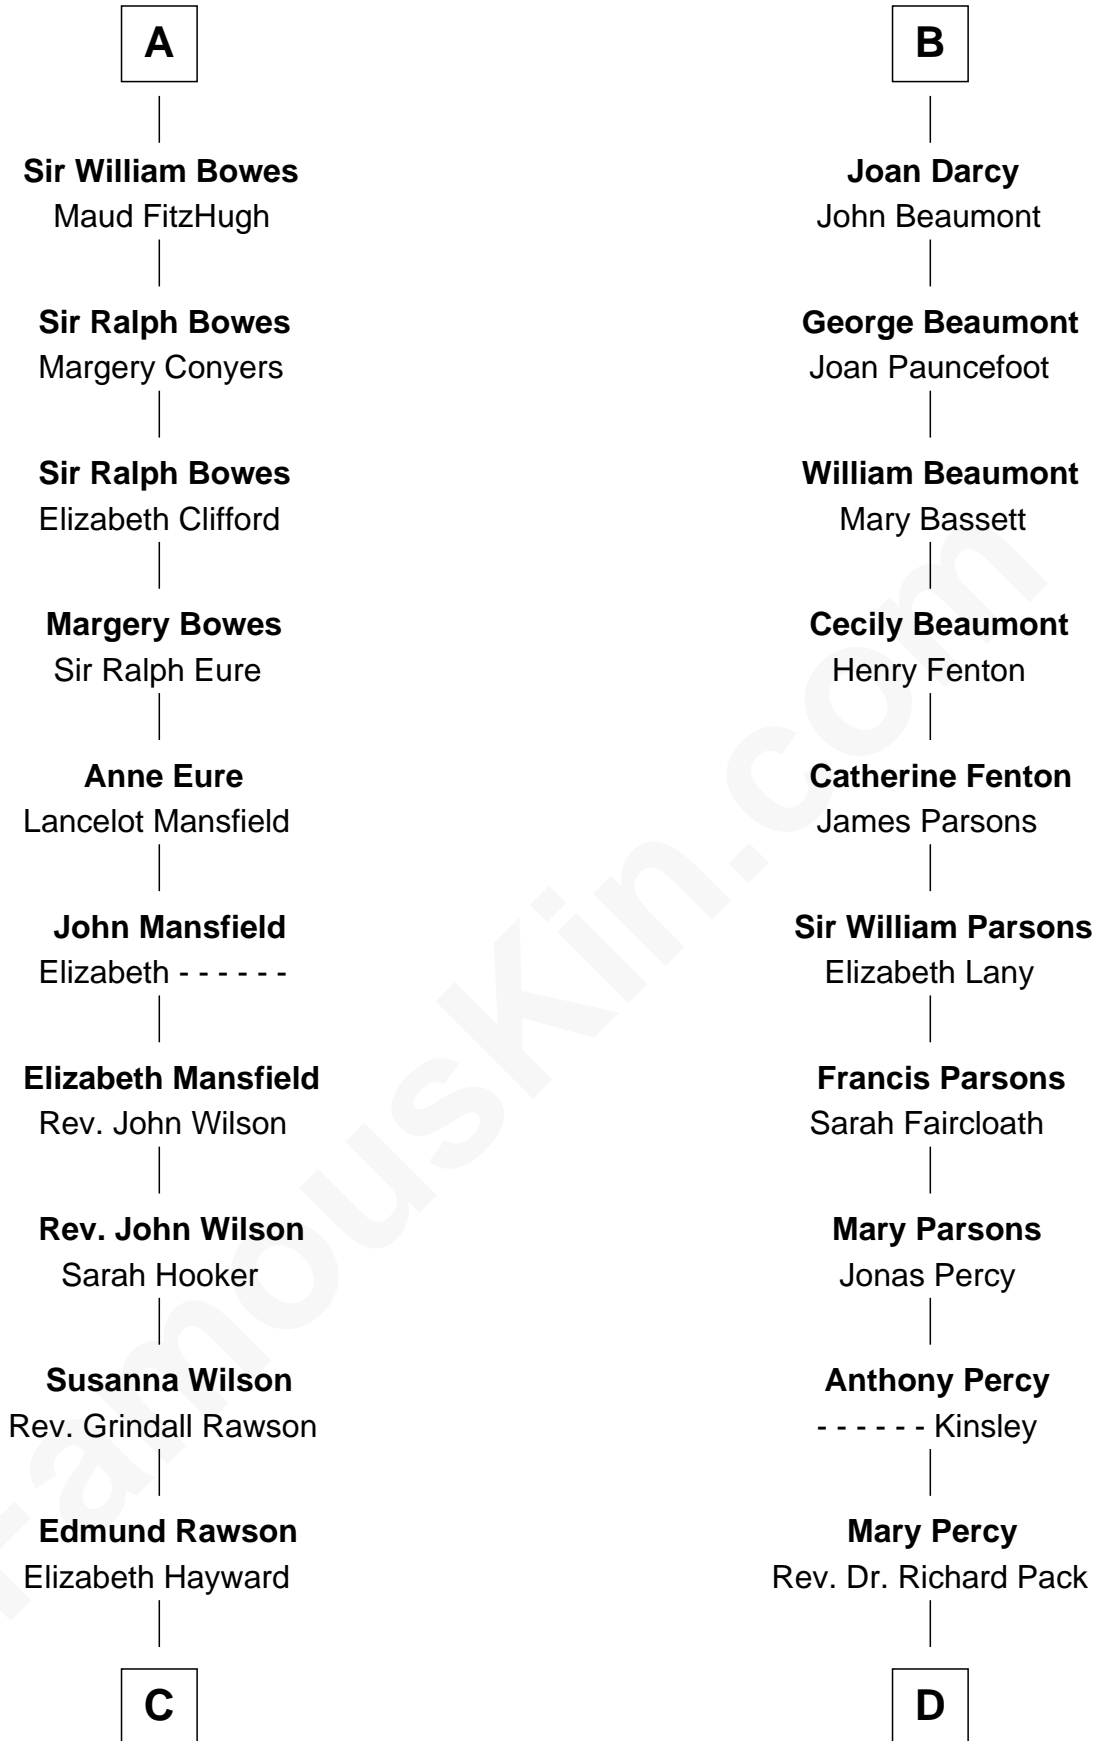 A
Sir William Bowes
Maud FitzHugh
Sir Ralph Bowes
Margery Conyers
Sir Ralph Bowes
Elizabeth Clifford
Margery Bowes
Sir Ralph Eure
Anne Eure
Lancelot Mansfield
John Mansfield
Elizabeth - - - - - -
Elizabeth Mansfield
Rev. John Wilson
Rev. John Wilson
Sarah Hooker
Susanna Wilson
Rev. Grindall Rawson
Edmund Rawson
Elizabeth Hayward
C
B
Joan Darcy
John Beaumont
George Beaumont
Joan Pauncefoot
William Beaumont
Mary Bassett
Cecily Beaumont
Henry Fenton
Catherine Fenton
James Parsons
Sir William Parsons
Elizabeth Lany
Francis Parsons
Sarah Faircloath
Mary Parsons
Jonas Percy
Anthony Percy
- - - - - - Kinsley
Mary Percy
Rev. Dr. Richard Pack
D
FamousKin.com